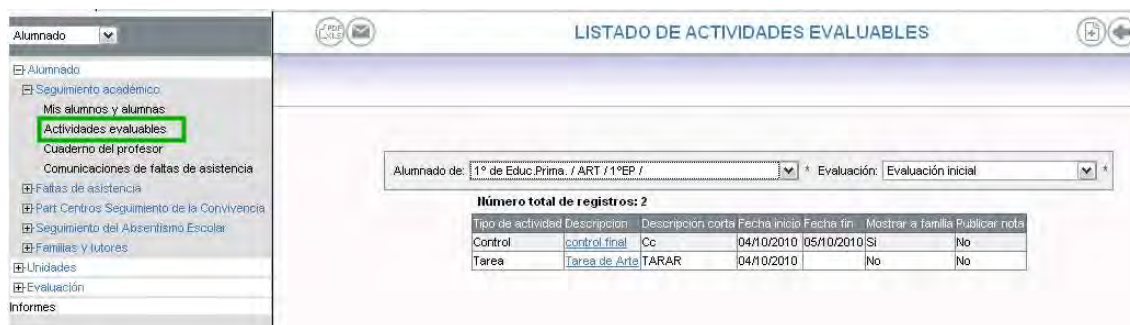 Alumnado
LISTADO DE ACTIVIDADES EVALUABLES
Alumnado
Seguimiento académico
Mis alumnos y alumnas
Actividades evaluables
Cuaderno del profesor
Comunicaciones de faltas de asistencia
Faltas de asistencia
Part Centros Seguimiento de la Convivencia
Seguimiento del Absentismo Escolar
Familias y tutores
Unidades
Evaluación
Informes
Alumnado de: 1º de Educ.Prima. / ART / 1ºEP / * Evaluación: Evaluación inicial *
Número total de registros: 2
Tipo de actividad Descripcion Descripción corta Fecha inicio Fecha fin Mostrar a familia Publicar nota
Control control final Cc 04/10/2010 05/10/2010 Si No
Tarea Tarea de Arte TARAR 04/10/2010 No No